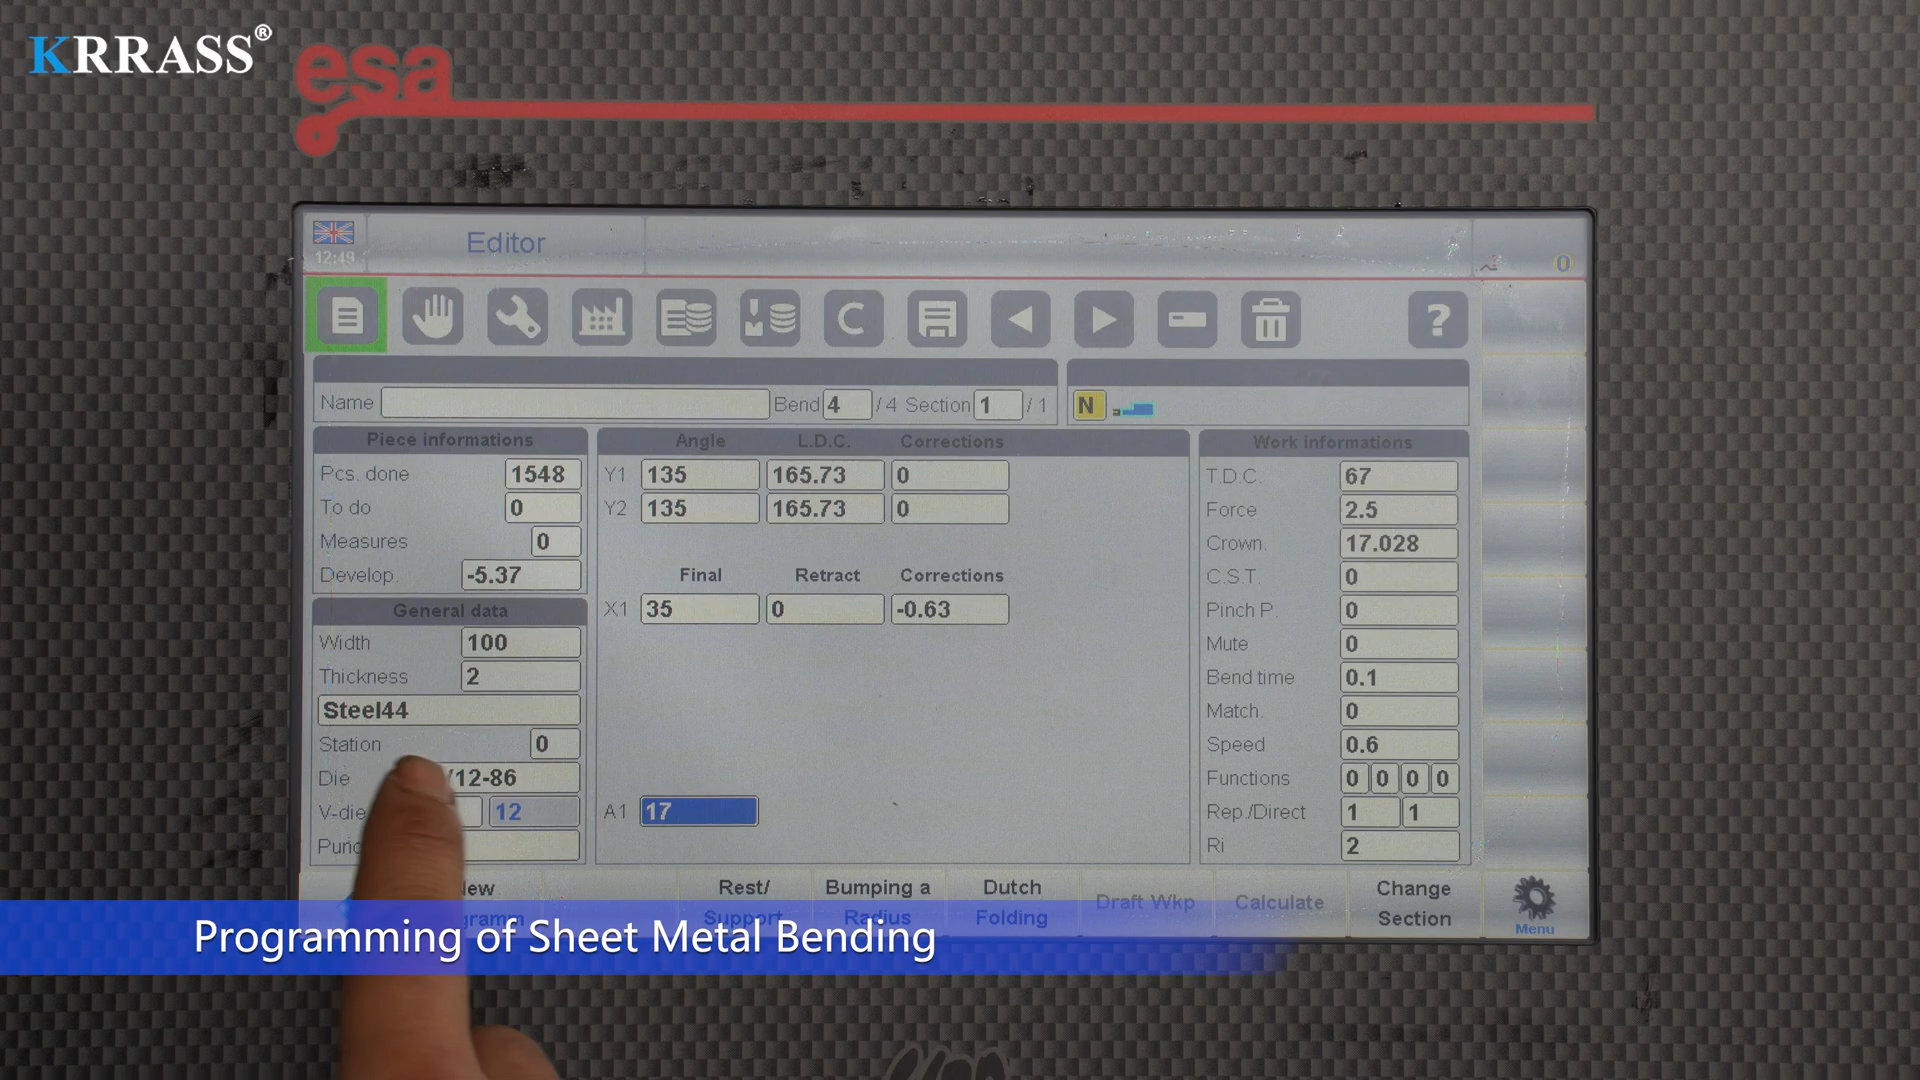 KRRASS®
esa
Editor
12:49
0
C
?
Name Bend 4 / 4 Section 1 / 1
N
Piece informations
Pcs. done 1548
To do 0
Measures 0
Develop. -5.37
General data
Width 100
Thickness 2
Steel44
Station 0
Die /12-86
V-die 12
Angle L.D.C. Corrections
Y1 135 165.73 0
Y2 135 165.73 0
Final Retract Corrections
X1 35 0 -0.63
A1 17
Work informations
T.D.C. 67
Force 2.5
Crown. 17.028
C.S.T. 0
Pinch P. 0
Mute 0
Bend time 0.1
Match. 0
Speed 0.6
Functions 0 0 0 0
Rep./Direct 1 1
Ri 2
Rest/
Support
Bumping a
Radius
Dutch
Folding
Draft Wkp
Calculate
Change
Section
Menu
Programming of Sheet Metal Bending